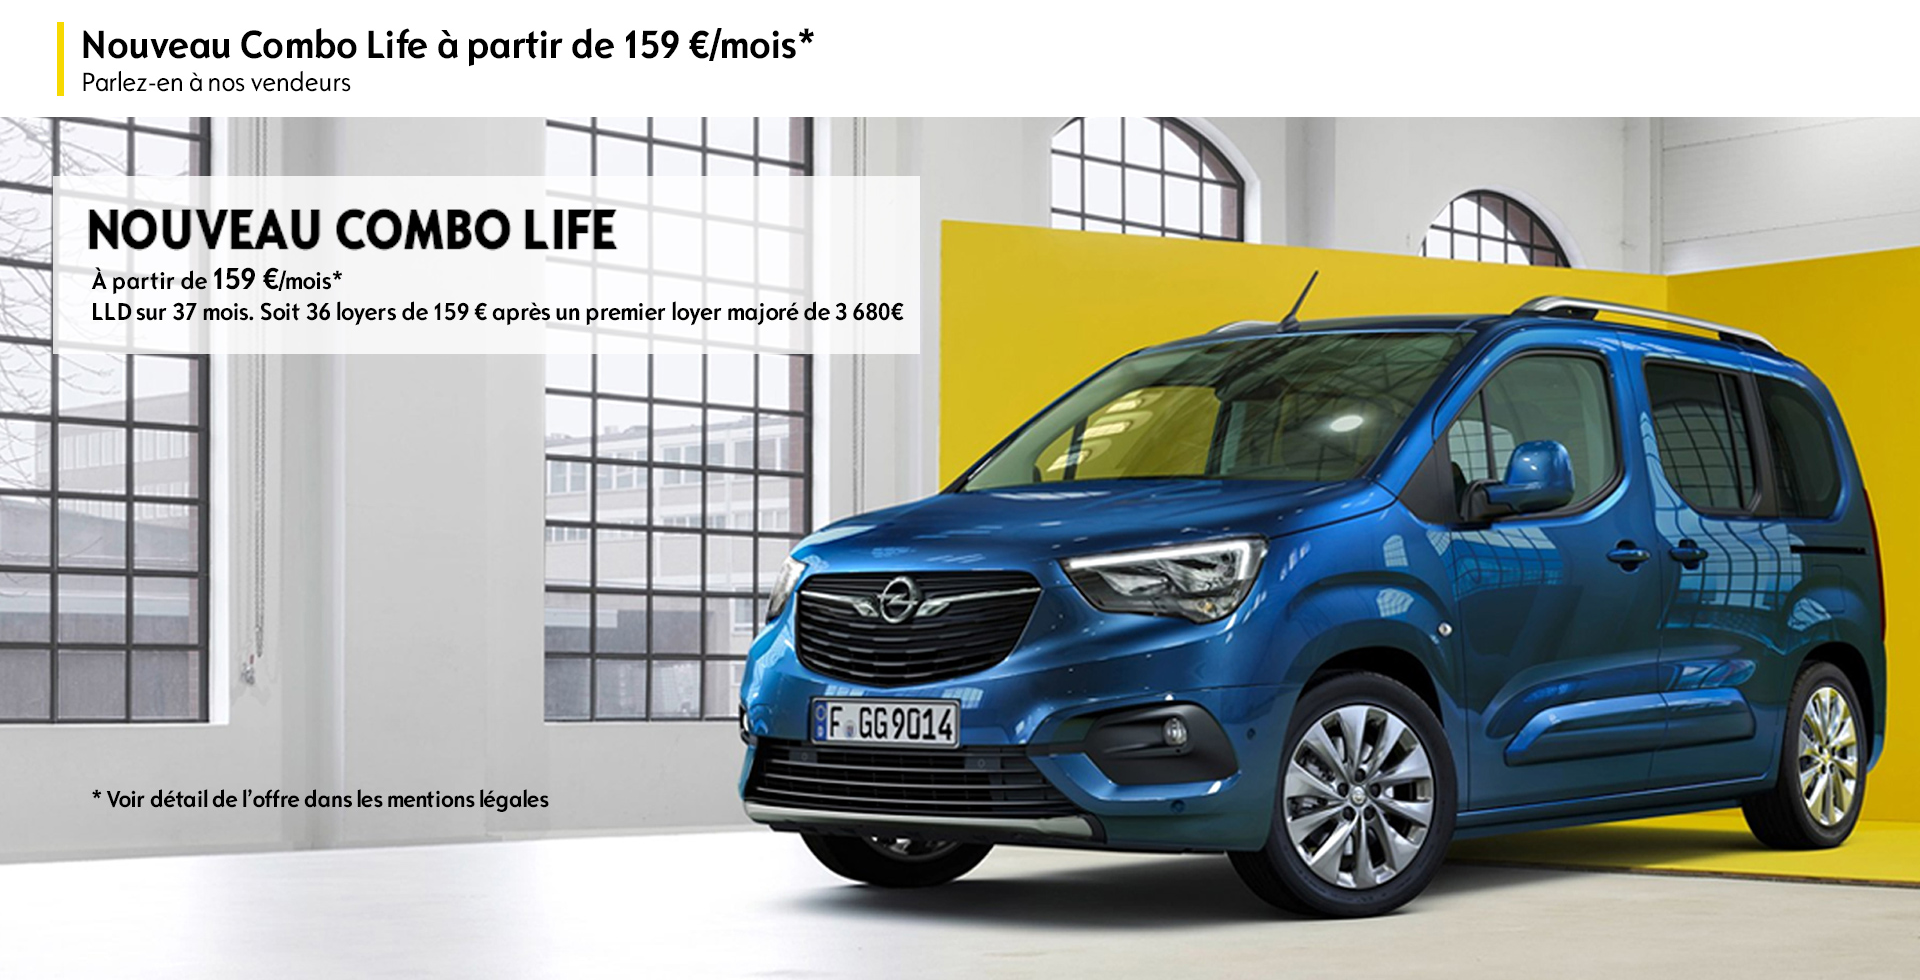 Nouveau Combo Life à partir de 159 €/mois*
Parlez-en à nos vendeurs
NOUVEAU COMBO LIFE
À partir de 159 €/mois*
LLD sur 37 mois. Soit 36 loyers de 159 € après un premier loyer majoré de 3 680€
F GG9014
* Voir détail de l'offre dans les mentions légales